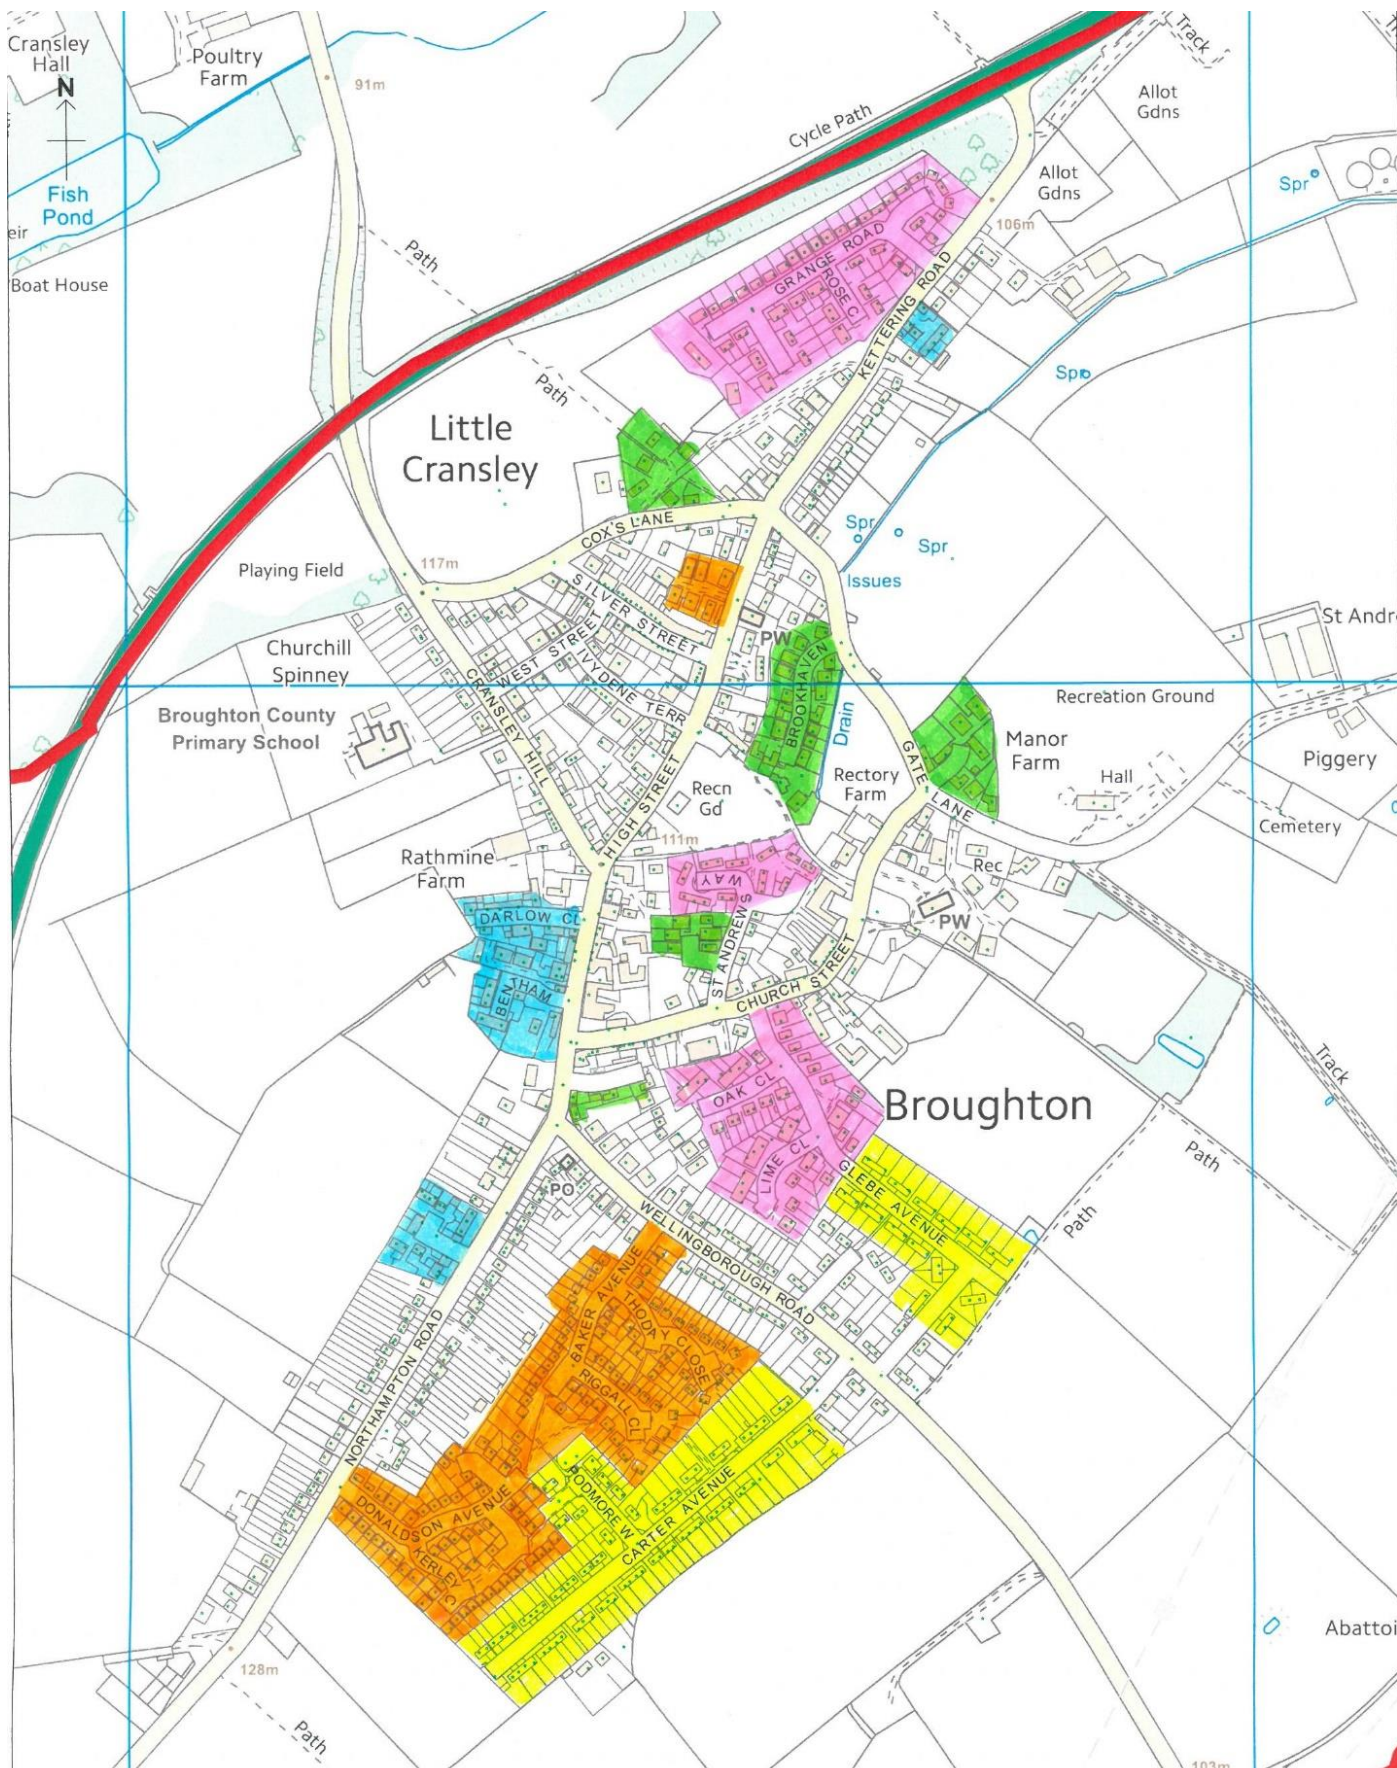 Cransley
Hall
N
Poultry
Farm
91m
Track
Allot
Gdns
Cycle Path
Allot
Gdns
Spr
Fish
Pond
eir
Boat House
Path
106m
GRANGE ROAD
ROSE C
KETTERING ROAD
Spr
Path
Little
Cransley
COX'S LANE
Spr
Spr
Issues
Playing Field
117m
SILVER STREET
WEST STREET
IVYDENE TERR
PW
St Andre
Churchill
Spinney
CRANSLEY HILL
BROOKHAVEN
Drain
Recreation Ground
Broughton County
Primary School
GATE LANE
Manor
Farm
Piggery
HIGH STREET
Recn
Gd
Rectory
Farm
Hall
Cemetery
111m
Rathmine
Farm
Rec
WAY
ST ANDREWS
DARLOW CL
PW
BENTHAM
CHURCH STREET
Track
OAK CL
Broughton
LIME CL
Path
GLEBE AVENUE
PO
Path
WELLINGBOROUGH ROAD
BAKER AVENUE
THODAY CLOSE
RIGGALL CL
NORTHAMPTON ROAD
PODMORE W
CARTER AVENUE
DONALDSON AVENUE
KERLEY C
Abattoi
128m
Path
103m